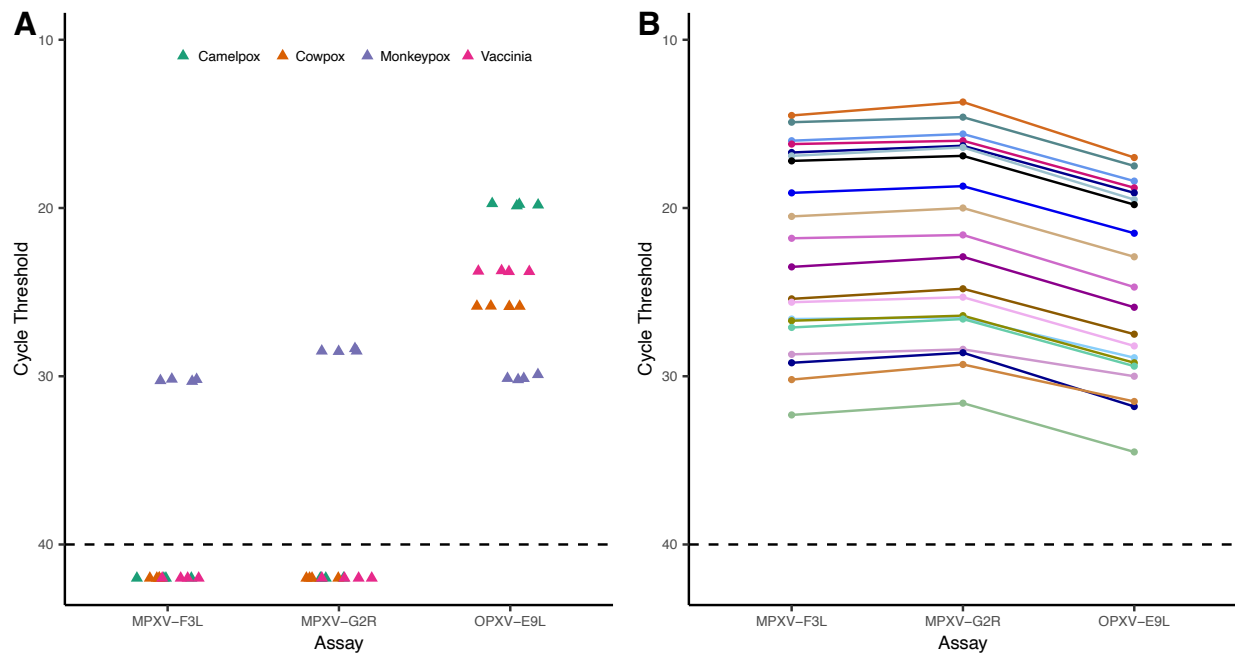 A
Camelpox Cowpox Monkeypox Vaccinia
10
20
30
40
Cycle Threshold
MPXV−F3L MPXV−G2R OPXV−E9L
Assay
B
10
20
30
40
Cycle Threshold
MPXV−F3L MPXV−G2R OPXV−E9L
Assay